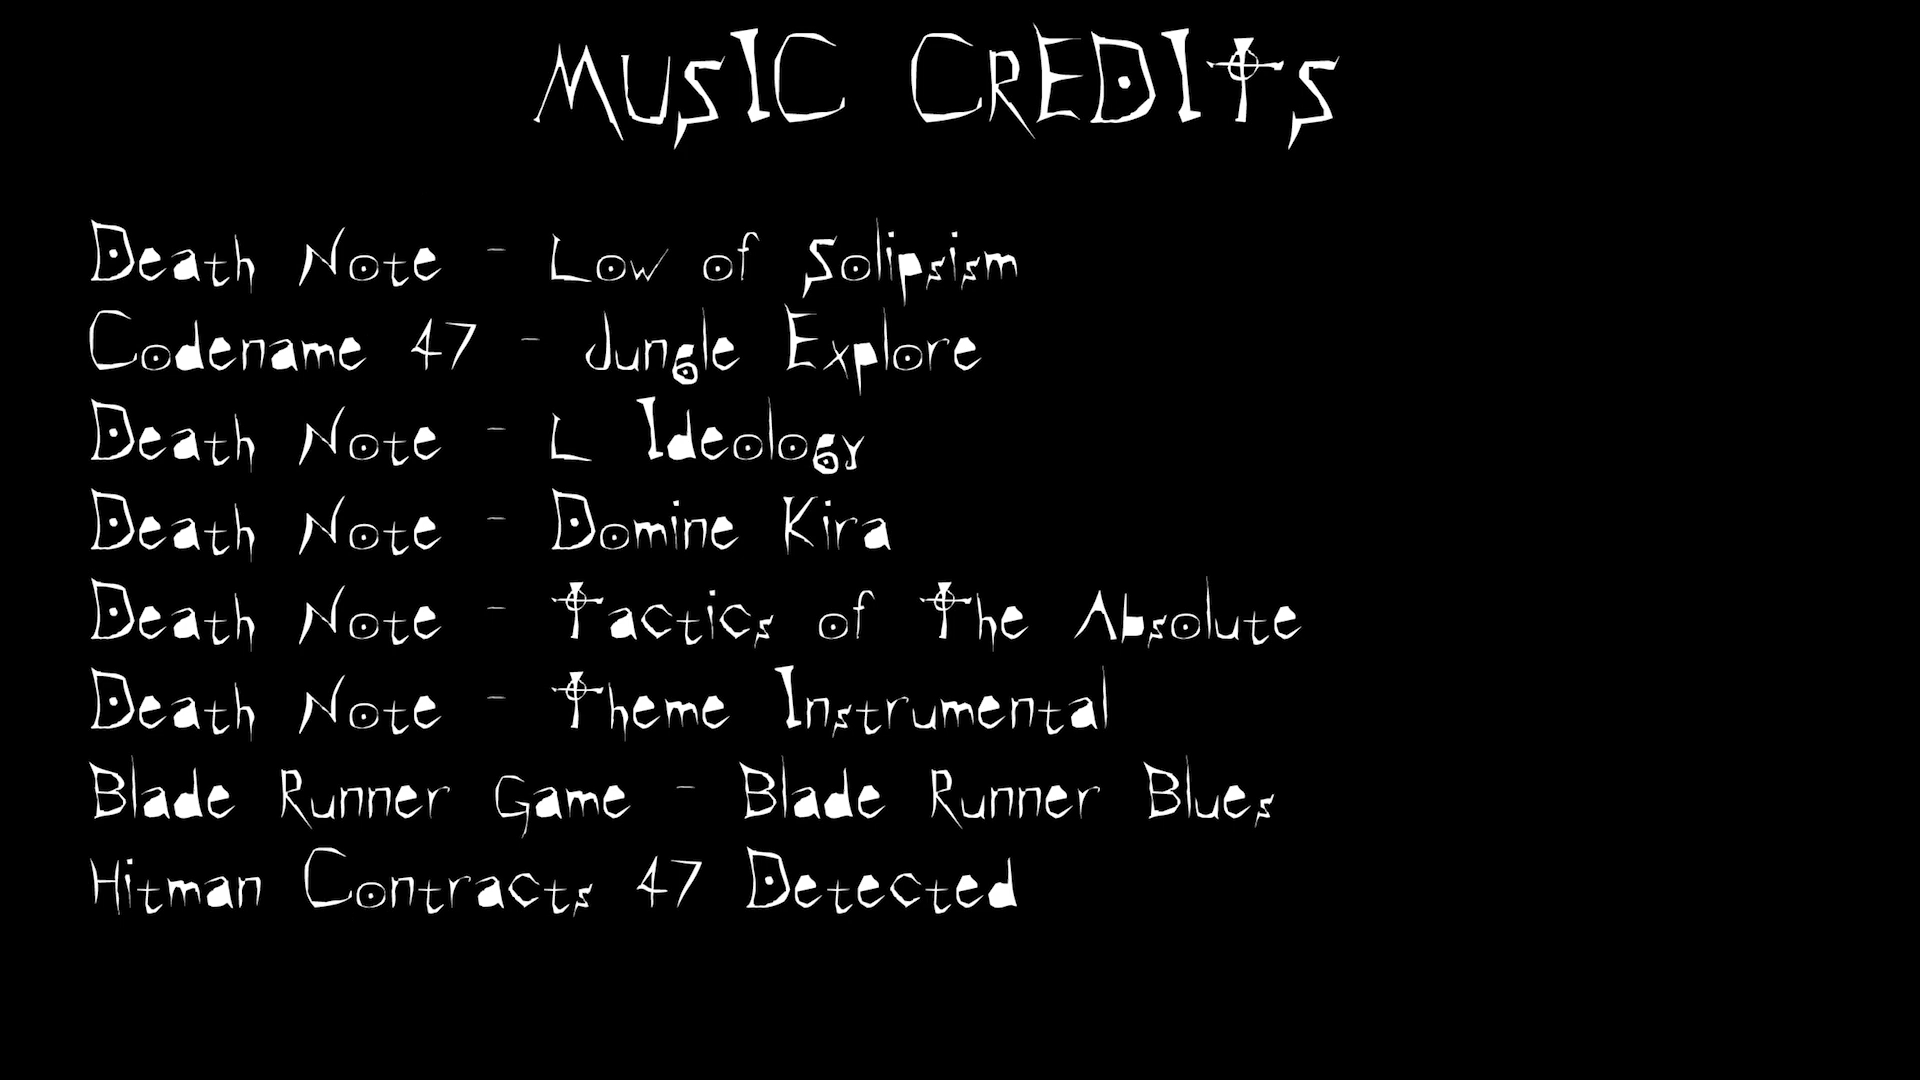 Music Credits
Death Note - Low of Solipsism
Codename 47 - Jungle Explore
Death Note - L Ideology
Death Note - Domine Kira
Death Note - Tactics of The Absolute
Death Note - Theme Instrumental
Blade Runner Game - Blade Runner Blues
Hitman Contracts 47 Detected